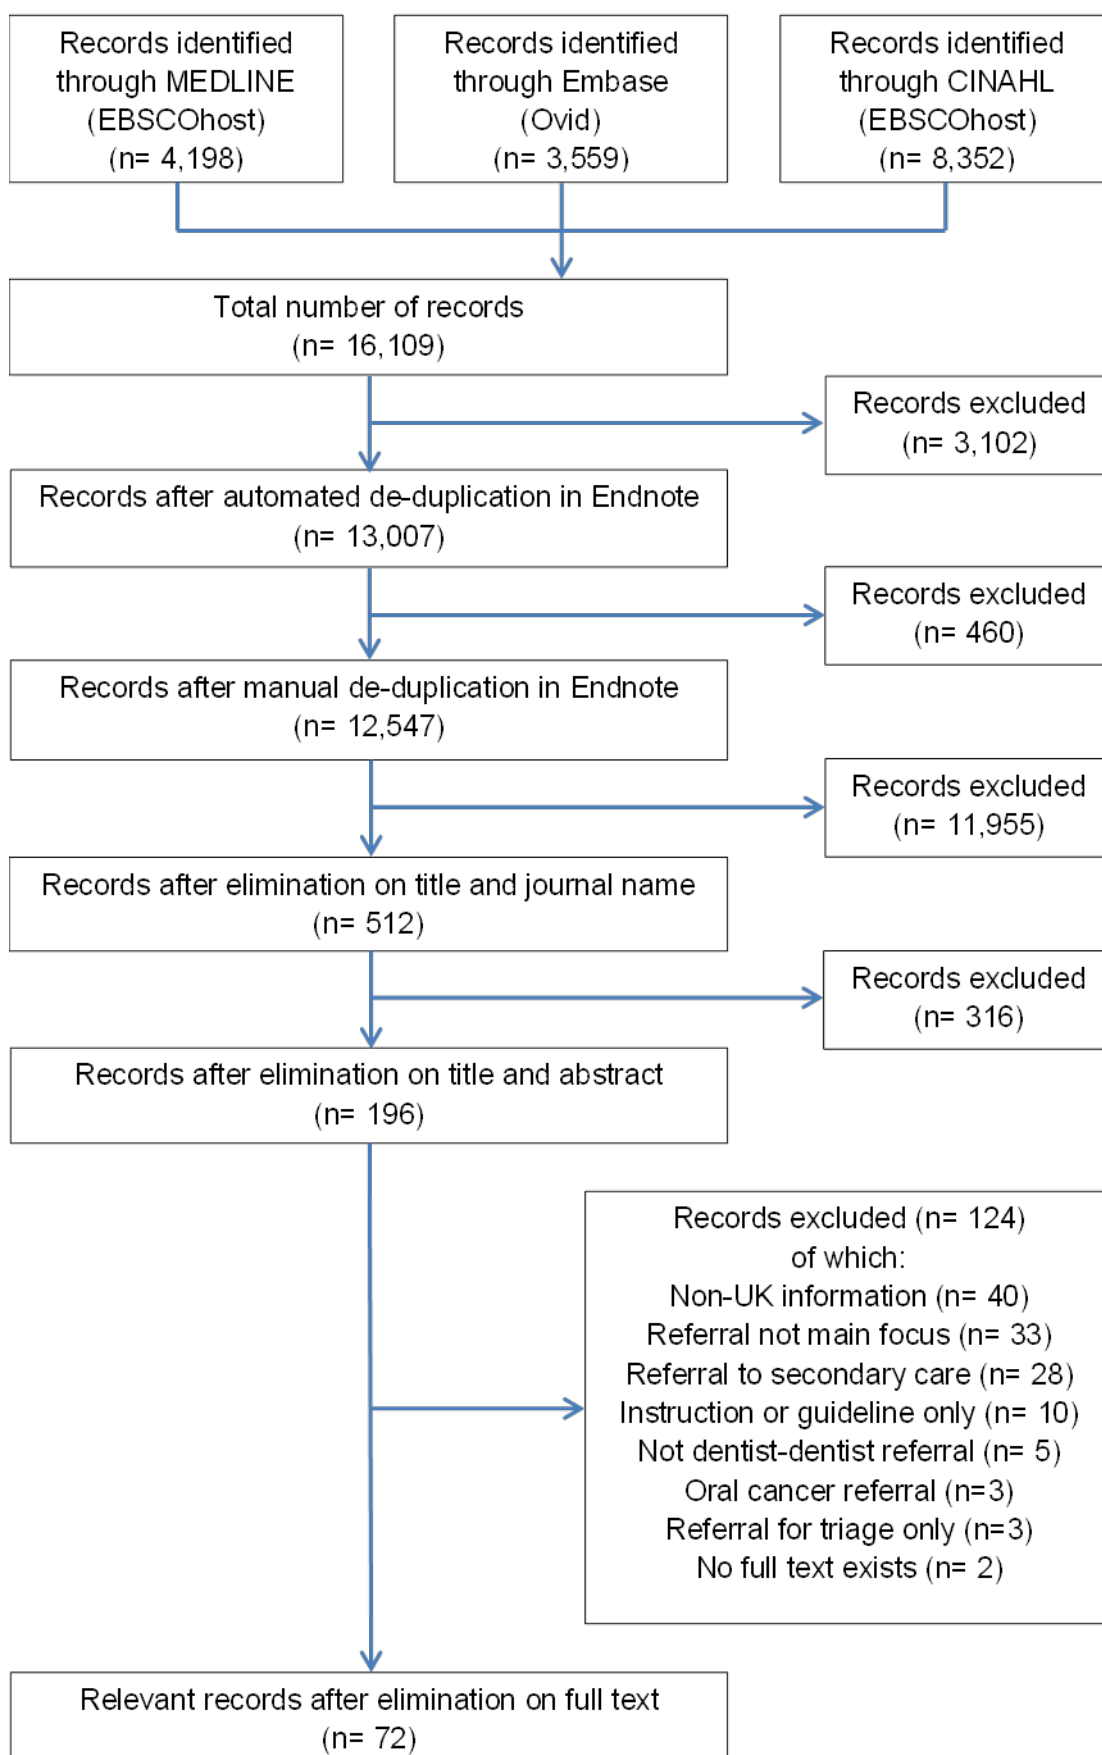 Records identified
through MEDLINE
(EBSCOhost)
(n= 4,198)
Records identified
through Embase
(Ovid)
(n= 3,559)
Records identified
through CINAHL
(EBSCOhost)
(n= 8,352)
Total number of records
(n= 16,109)
Records excluded
(n= 3,102)
Records after automated de-duplication in Endnote
(n= 13,007)
Records excluded
(n= 460)
Records after manual de-duplication in Endnote
(n= 12,547)
Records excluded
(n= 11,955)
Records after elimination on title and journal name
(n= 512)
Records excluded
(n= 316)
Records after elimination on title and abstract
(n= 196)
Records excluded (n= 124)
of which:
Non-UK information (n= 40)
Referral not main focus (n= 33)
Referral to secondary care (n= 28)
Instruction or guideline only (n= 10)
Not dentist-dentist referral (n= 5)
Oral cancer referral (n=3)
Referral for triage only (n=3)
No full text exists (n= 2)
Relevant records after elimination on full text
(n= 72)